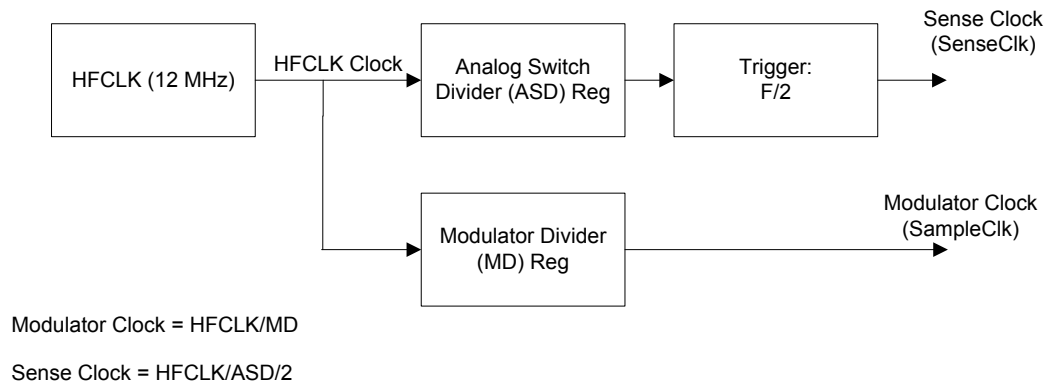 HFCLK (12 MHz)
HFCLK Clock
Analog Switch
Divider (ASD) Reg
Trigger:
F/2
Sense Clock
(SenseClk)
Modulator Divider
(MD) Reg
Modulator Clock
(SampleClk)
Modulator Clock = HFCLK/MD
Sense Clock = HFCLK/ASD/2